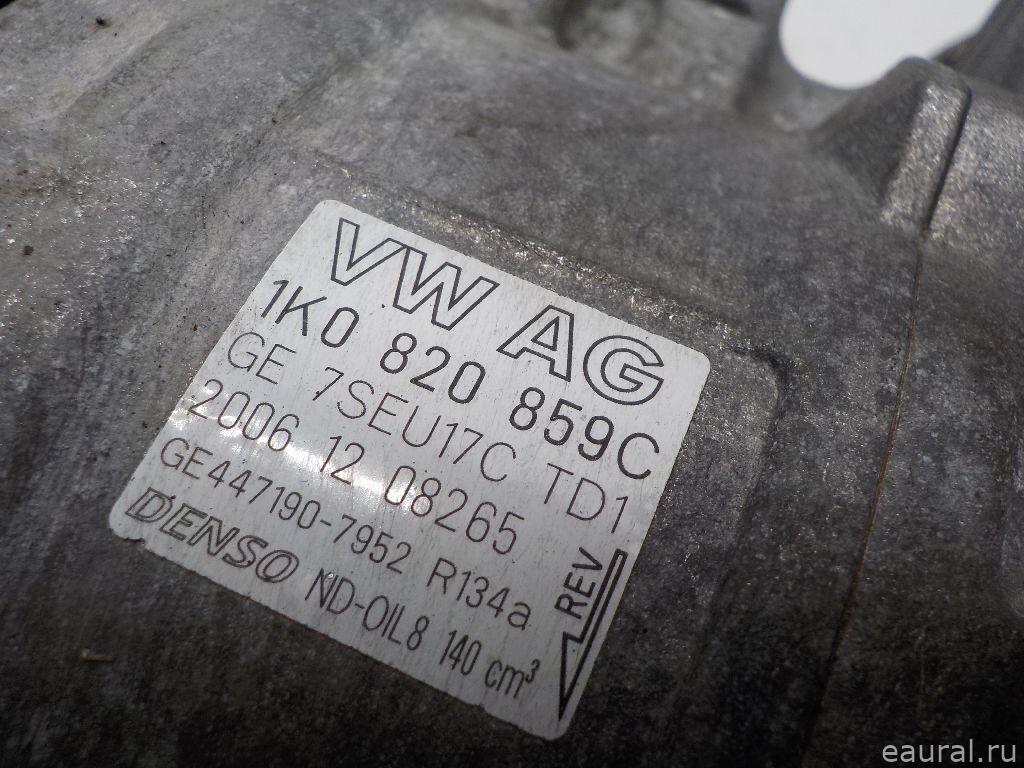 VW AG
1K0 820 859C
GE 7SEU17C TD1
2006 12 08265
GE447190-7952 R134a
DENSO ND-OIL8 140 cm³
REV
eaural.ru